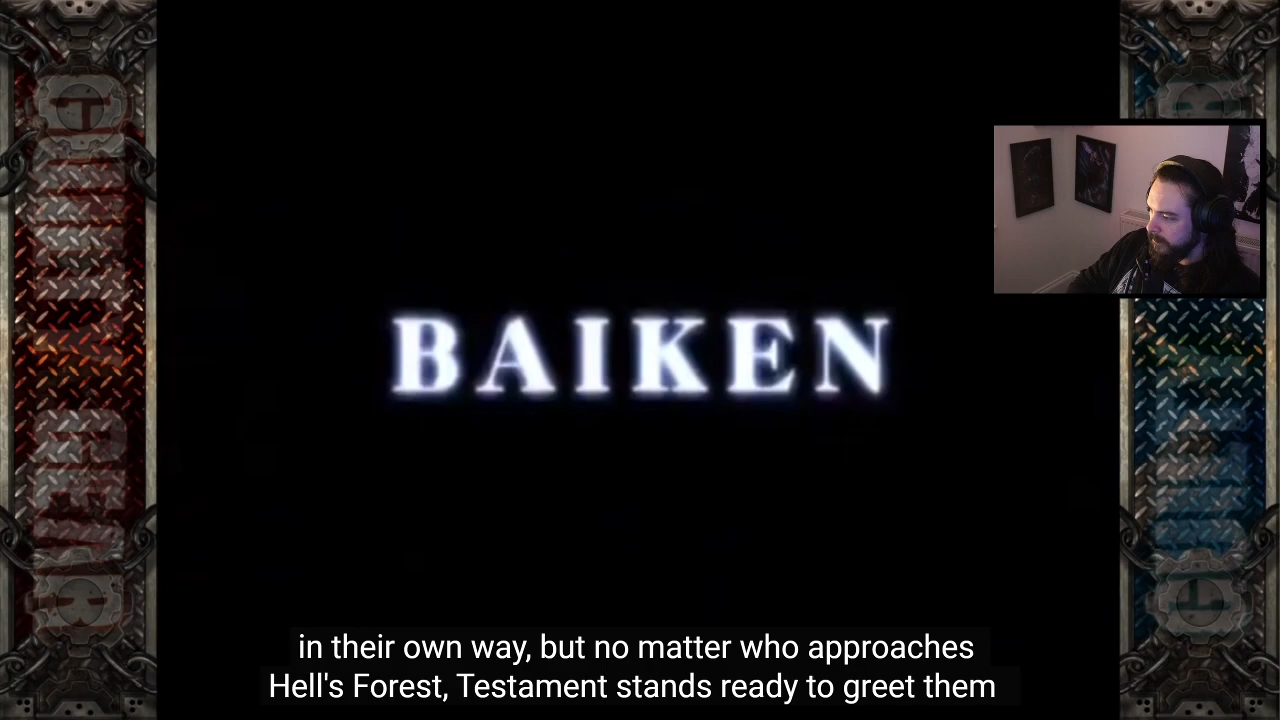 BAIKEN
in their own way, but no matter who approaches
Hell's Forest, Testament stands ready to greet them